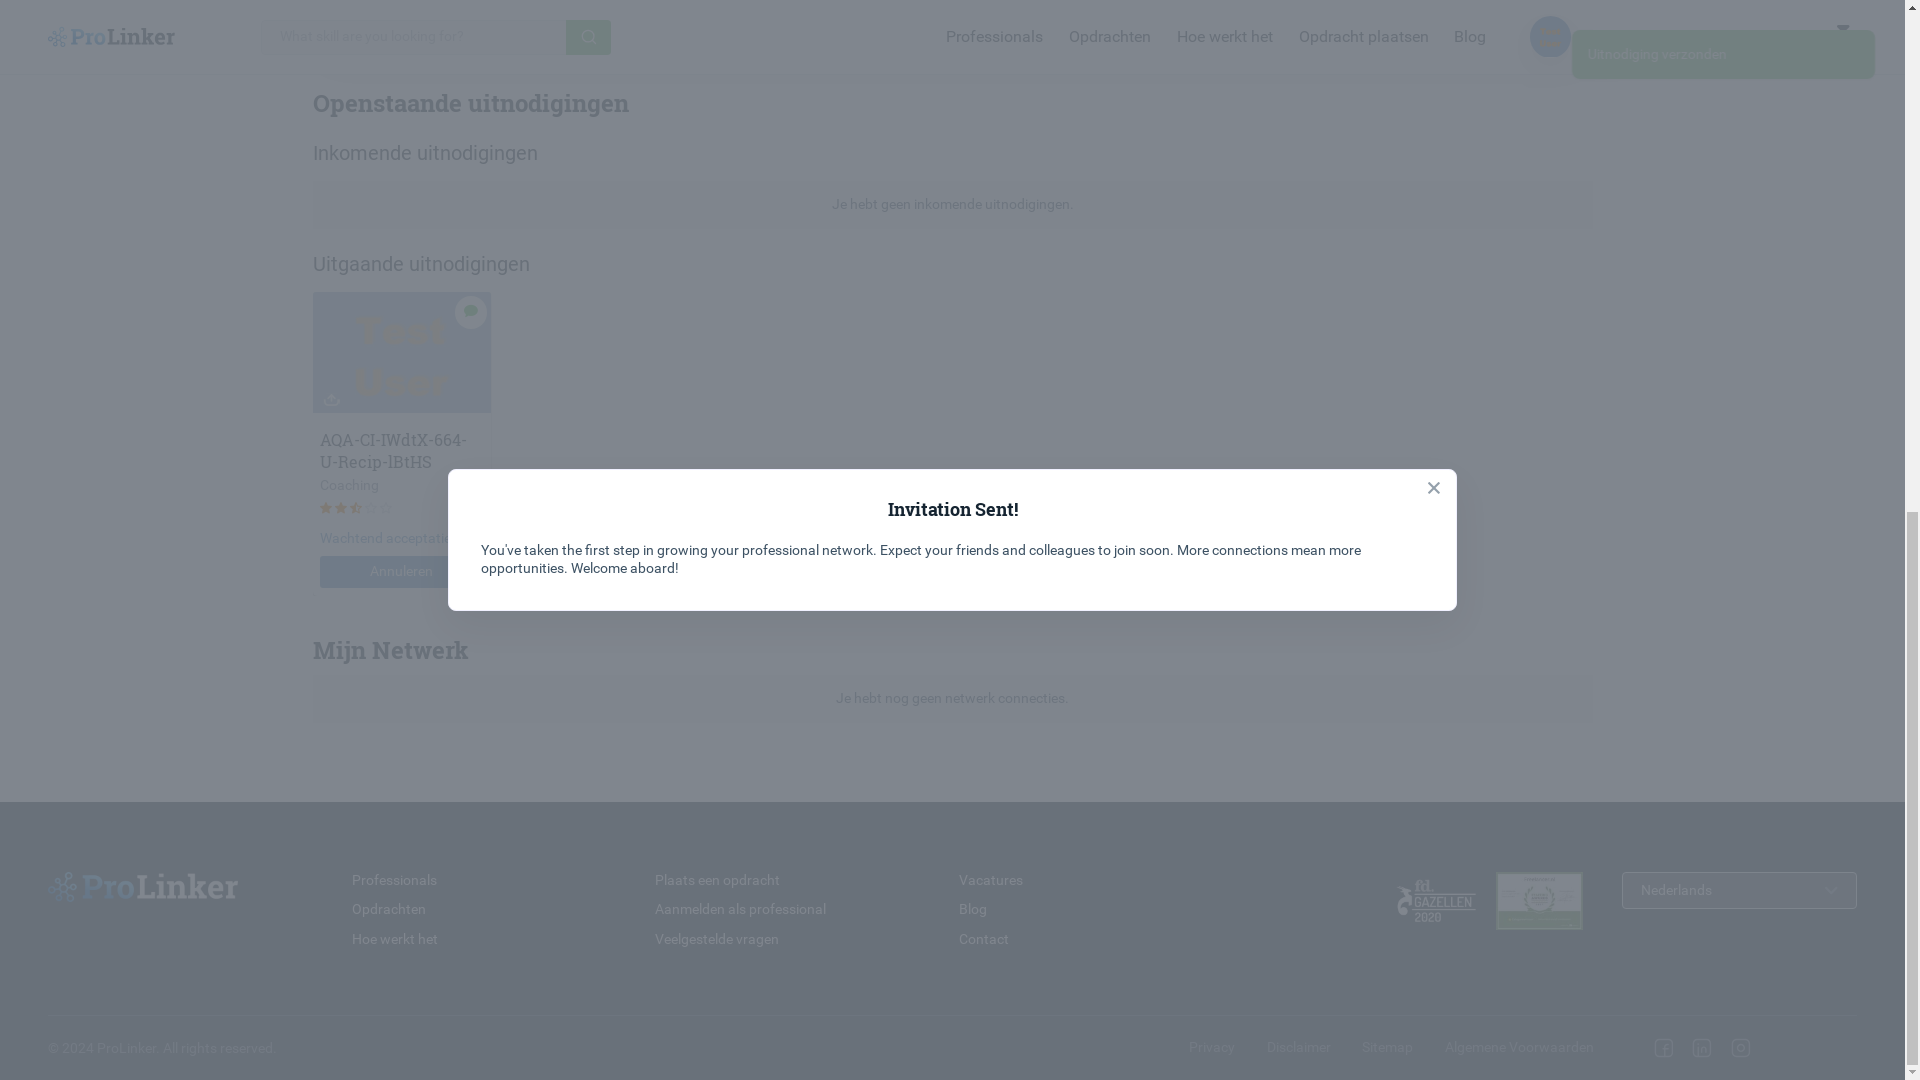 ProLinker
What skill are you looking for?
Professionals
Opdrachten
Hoe werkt het
Opdracht plaatsen
Blog
Uitnodiging verzonden
Openstaande uitnodigingen
Inkomende uitnodigingen
Je hebt geen inkomende uitnodigingen.
Uitgaande uitnodigingen
Test
User
AQA-CI-IWdtX-664-
U-Recip-lBtHS
Coaching
Wachtend acceptatie
Annuleren
Invitation Sent!
You've taken the first step in growing your professional network. Expect your friends and colleagues to join soon. More connections mean more
opportunities. Welcome aboard!
Mijn Netwerk
Je hebt nog geen netwerk connecties.
ProLinker
Professionals
Opdrachten
Hoe werkt het
Plaats een opdracht
Aanmelden als professional
Veelgestelde vragen
Vacatures
Blog
Contact
fd.
GAZELLEN
2020
Nederlands
© 2024 ProLinker. All rights reserved
Privacy
Disclaimer
Sitemap
Algemene Voorwaarden